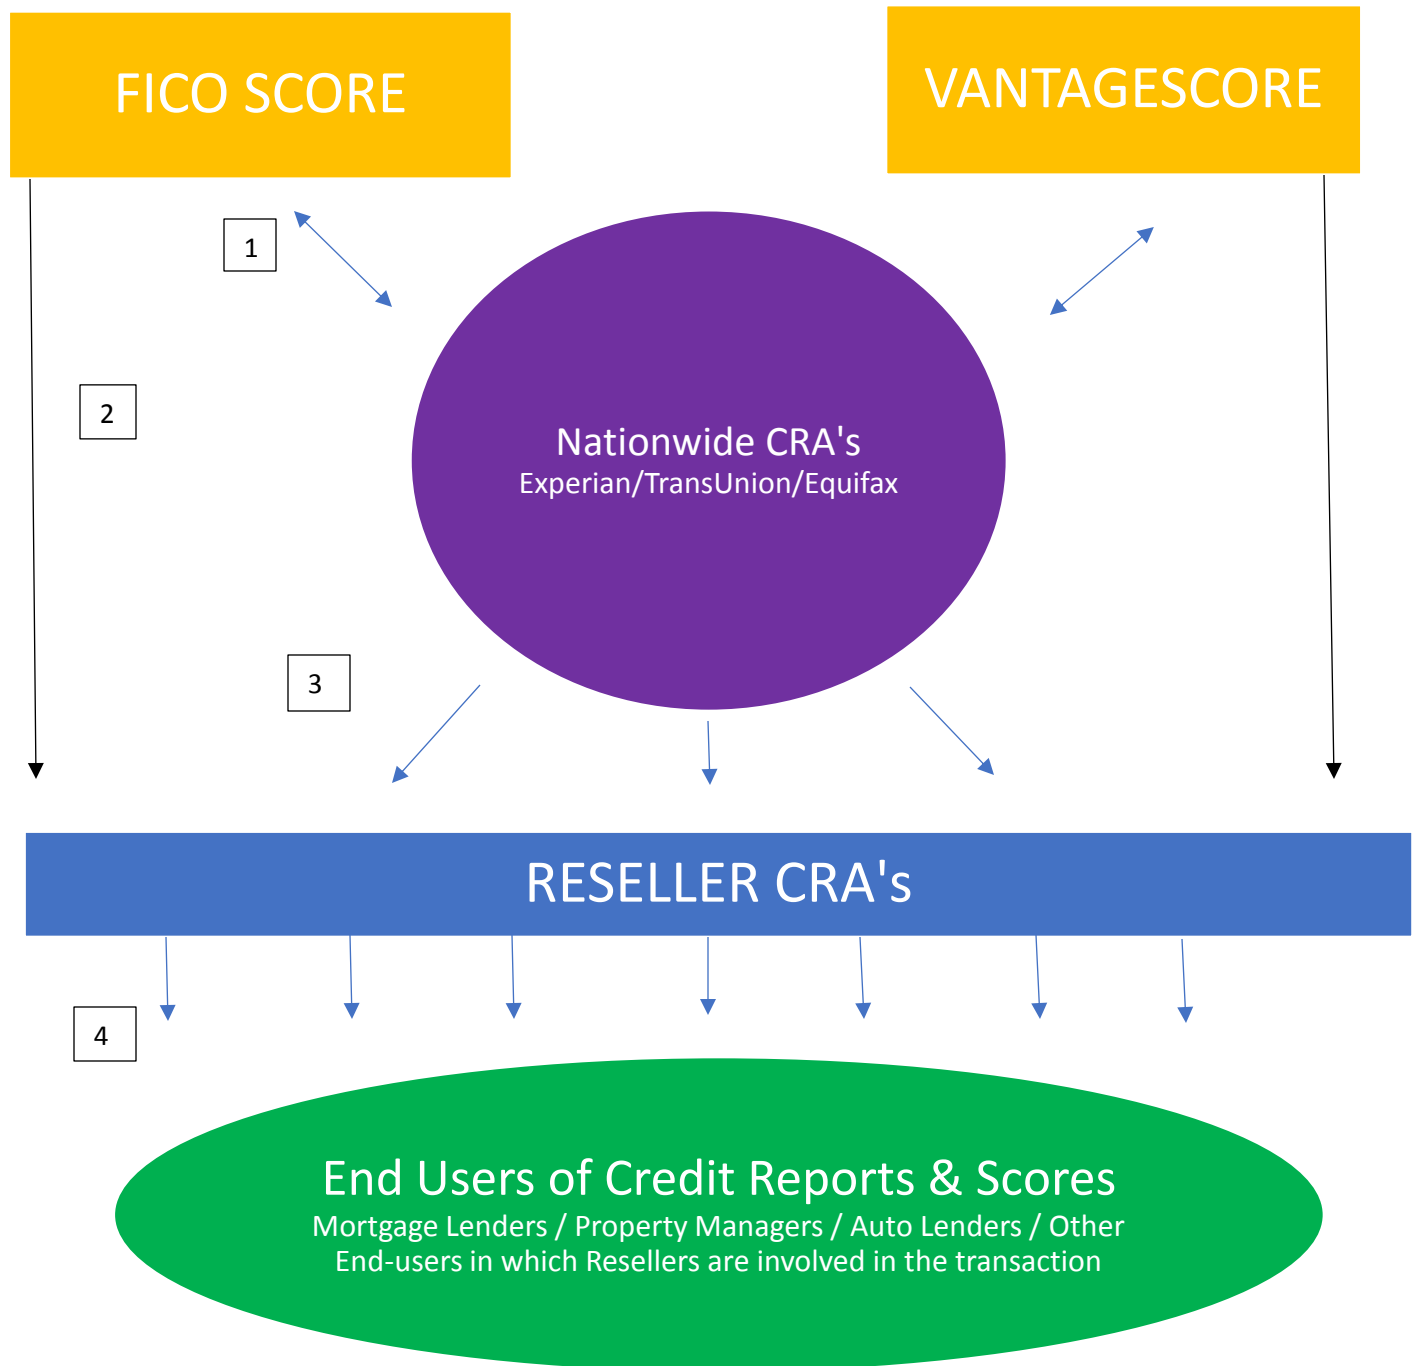 FICO SCORE
VANTAGESCORE
1
2
Nationwide CRA's
Experian/TransUnion/Equifax
3
RESELLER CRA's
4
End Users of Credit Reports & Scores
Mortgage Lenders / Property Managers / Auto Lenders / Other
End-users in which Resellers are involved in the transaction